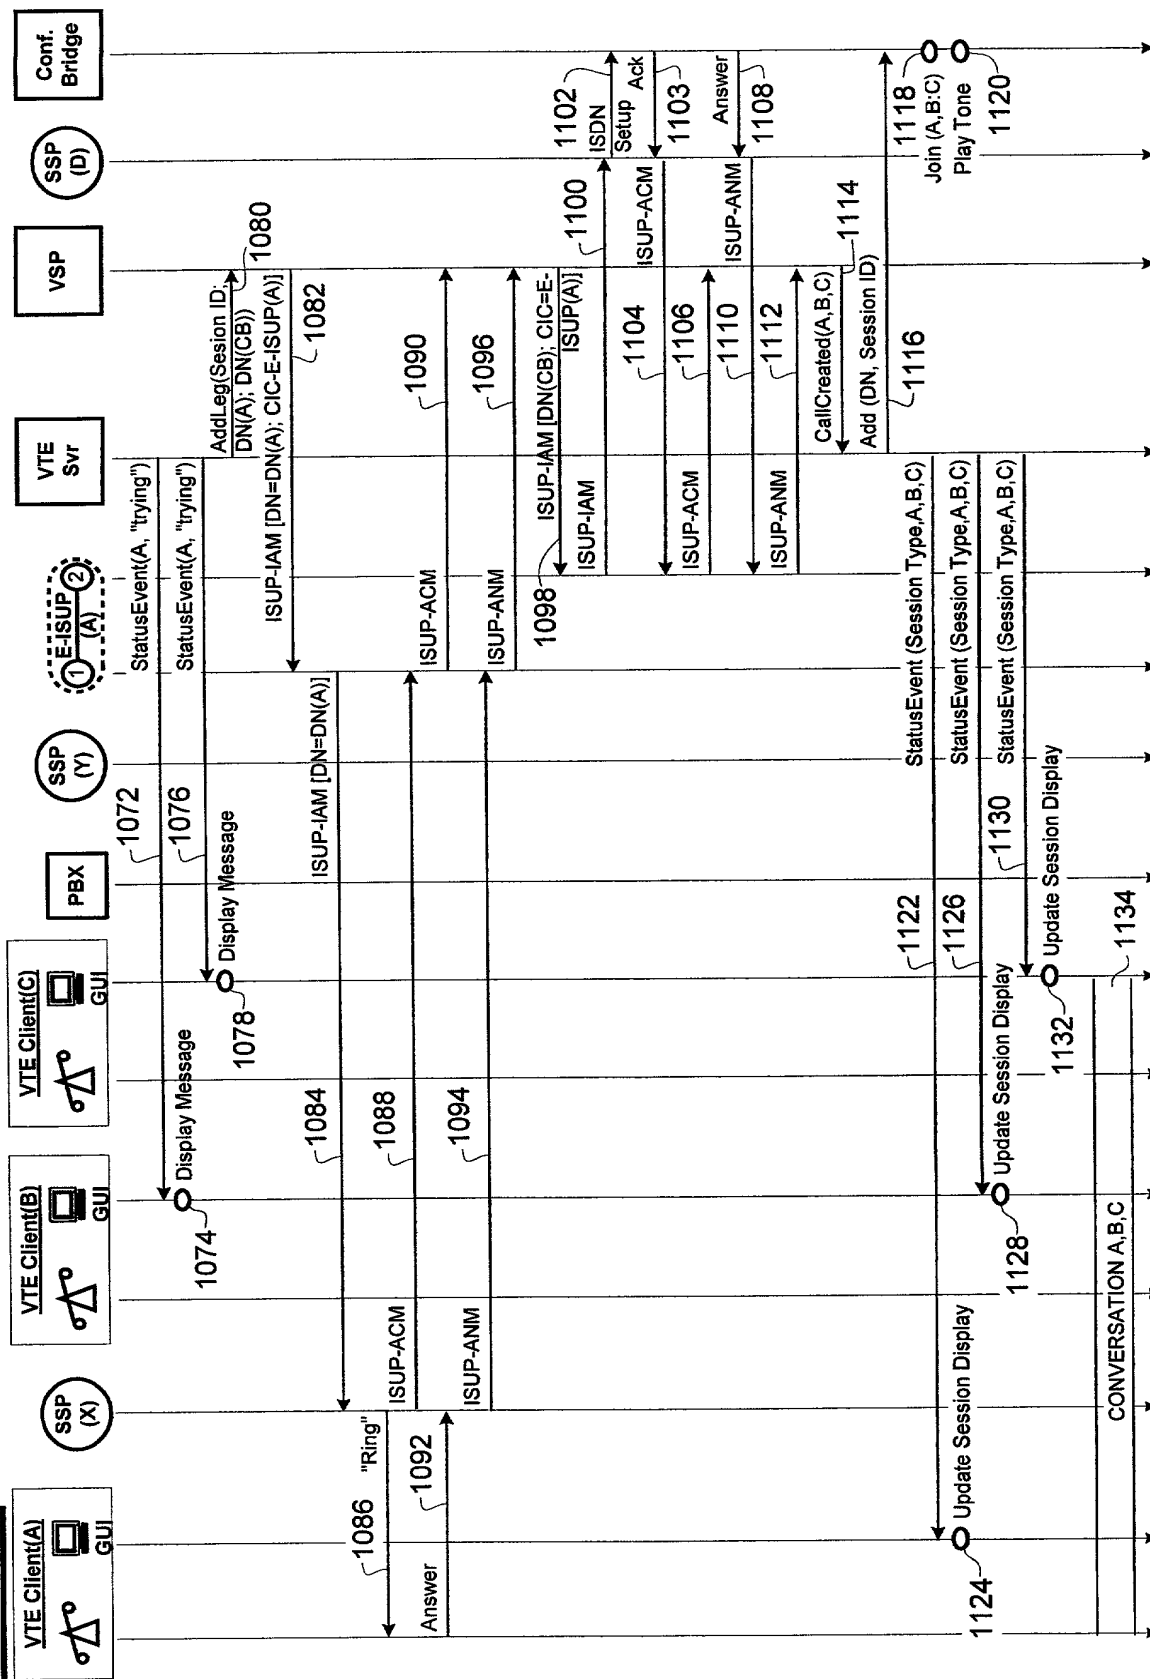 VTE Client(A)
GUI
SSP
(X)
VTE Client(B)
GUI
VTE Client(C)
GUI
PBX
SSP
(Y)
1
E-ISUP
(A)
2
VTE
Svr
VSP
SSP
(D)
Conf.
Bridge
1072
StatusEvent(A, "trying")
1074
Display Message
1076
StatusEvent(A, "trying")
1078
Display Message
AddLeg(Sesion ID;
DN(A); DN(CB))
1080
ISUP-IAM [DN=DN(A); CIC-E-ISUP(A)]
1082
1084
ISUP-IAM [DN=DN(A)]
1086
"Ring"
ISUP-ACM
1088
ISUP-ACM
1090
Answer
1092
ISUP-ANM
1094
ISUP-ANM
1096
1098
ISUP-IAM [DN(CB); CIC=E-
ISUP(A)]
ISUP-IAM
1100
ISDN
Setup
1102
Ack
1103
1104
ISUP-ACM
ISUP-ACM
1106
Answer
1108
1110
ISUP-ANM
ISUP-ANM
1112
CallCreated(A,B,C)
1114
Add (DN, Session ID)
1116
1118
Join (A,B:C)
Play Tone
1120
1122
StatusEvent (Session Type,A,B,C)
1124
Update Session Display
1126
StatusEvent (Session Type,A,B,C)
1128
Update Session Display
1130
StatusEvent (Session Type,A,B,C)
1132
Update Session Display
CONVERSATION A,B,C
1134